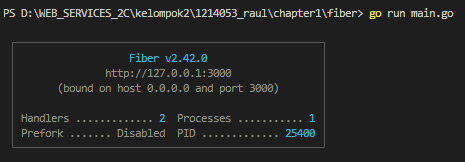 PS D:\WEB_SERVICES_2C\kelompok2\1214053_raul\chapter1\fiber> go run main.go
Fiber v2.42.0
http://127.0.0.1:3000
(bound on host 0.0.0.0 and port 3000)
Handlers ............. 2 Processes ........... 1
Prefork ....... Disabled PID ............. 25400